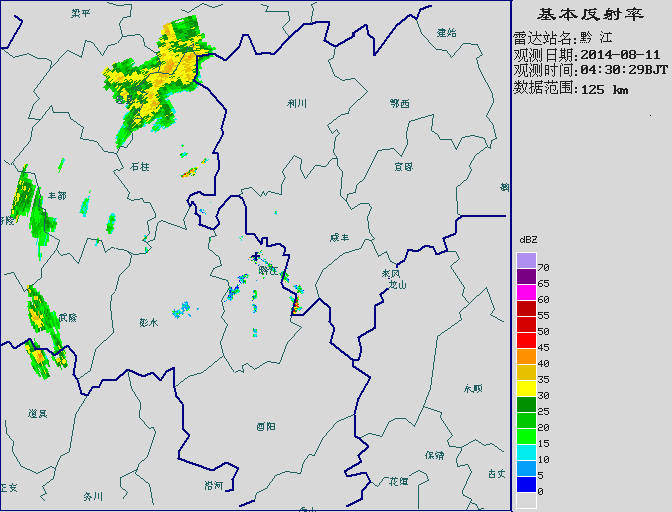 基本反射率
雷达站名:黔 江
观测日期:2014-08-11
观测时间:04:30:29BJT
数据范围:125 km
梁平
建始
利川
鄂西
石柱
宣恩
丰都
咸丰
黔江
来凤
龙山
武隆
彭水
永顺
道真
酉阳
保靖
古丈
正安
务川
沿河
花垣
dBZ
70
65
60
55
50
45
40
35
30
25
20
15
10
5
0